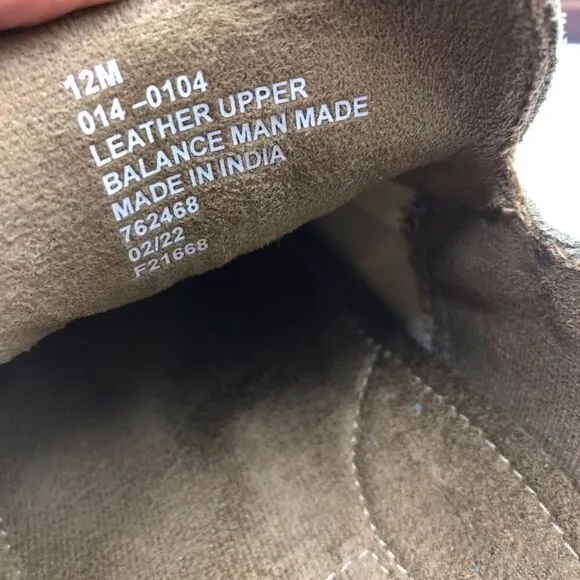 12M
014 –0104
LEATHER UPPER
BALANCE MAN MADE
MADE IN INDIA
762468
02/22
F21668